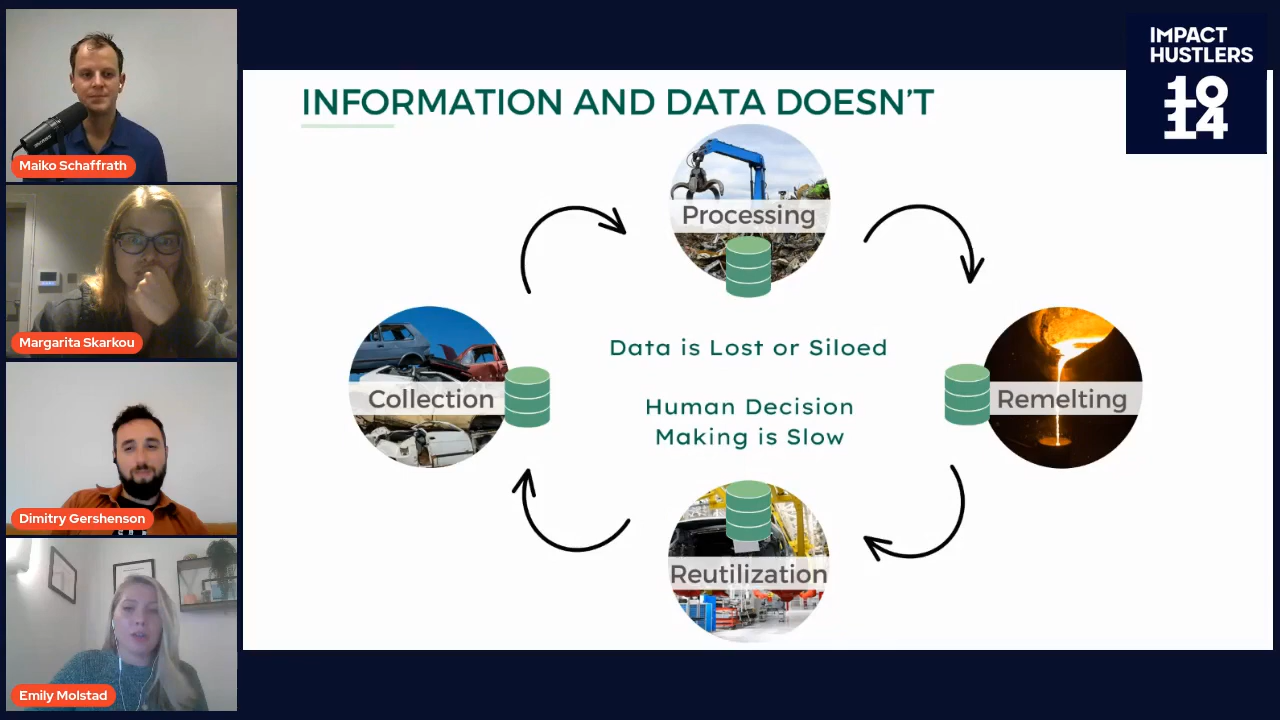 Maiko Schaffrath
Margarita Skarkou
Dimitry Gershenson
Emily Molstad
INFORMATION AND DATA DOESN'T
Processing
Collection
Data is Lost or Siloed
Human Decision
Making is Slow
Remelting
Reutilization
IMPACT
HUSTLERS
19
14